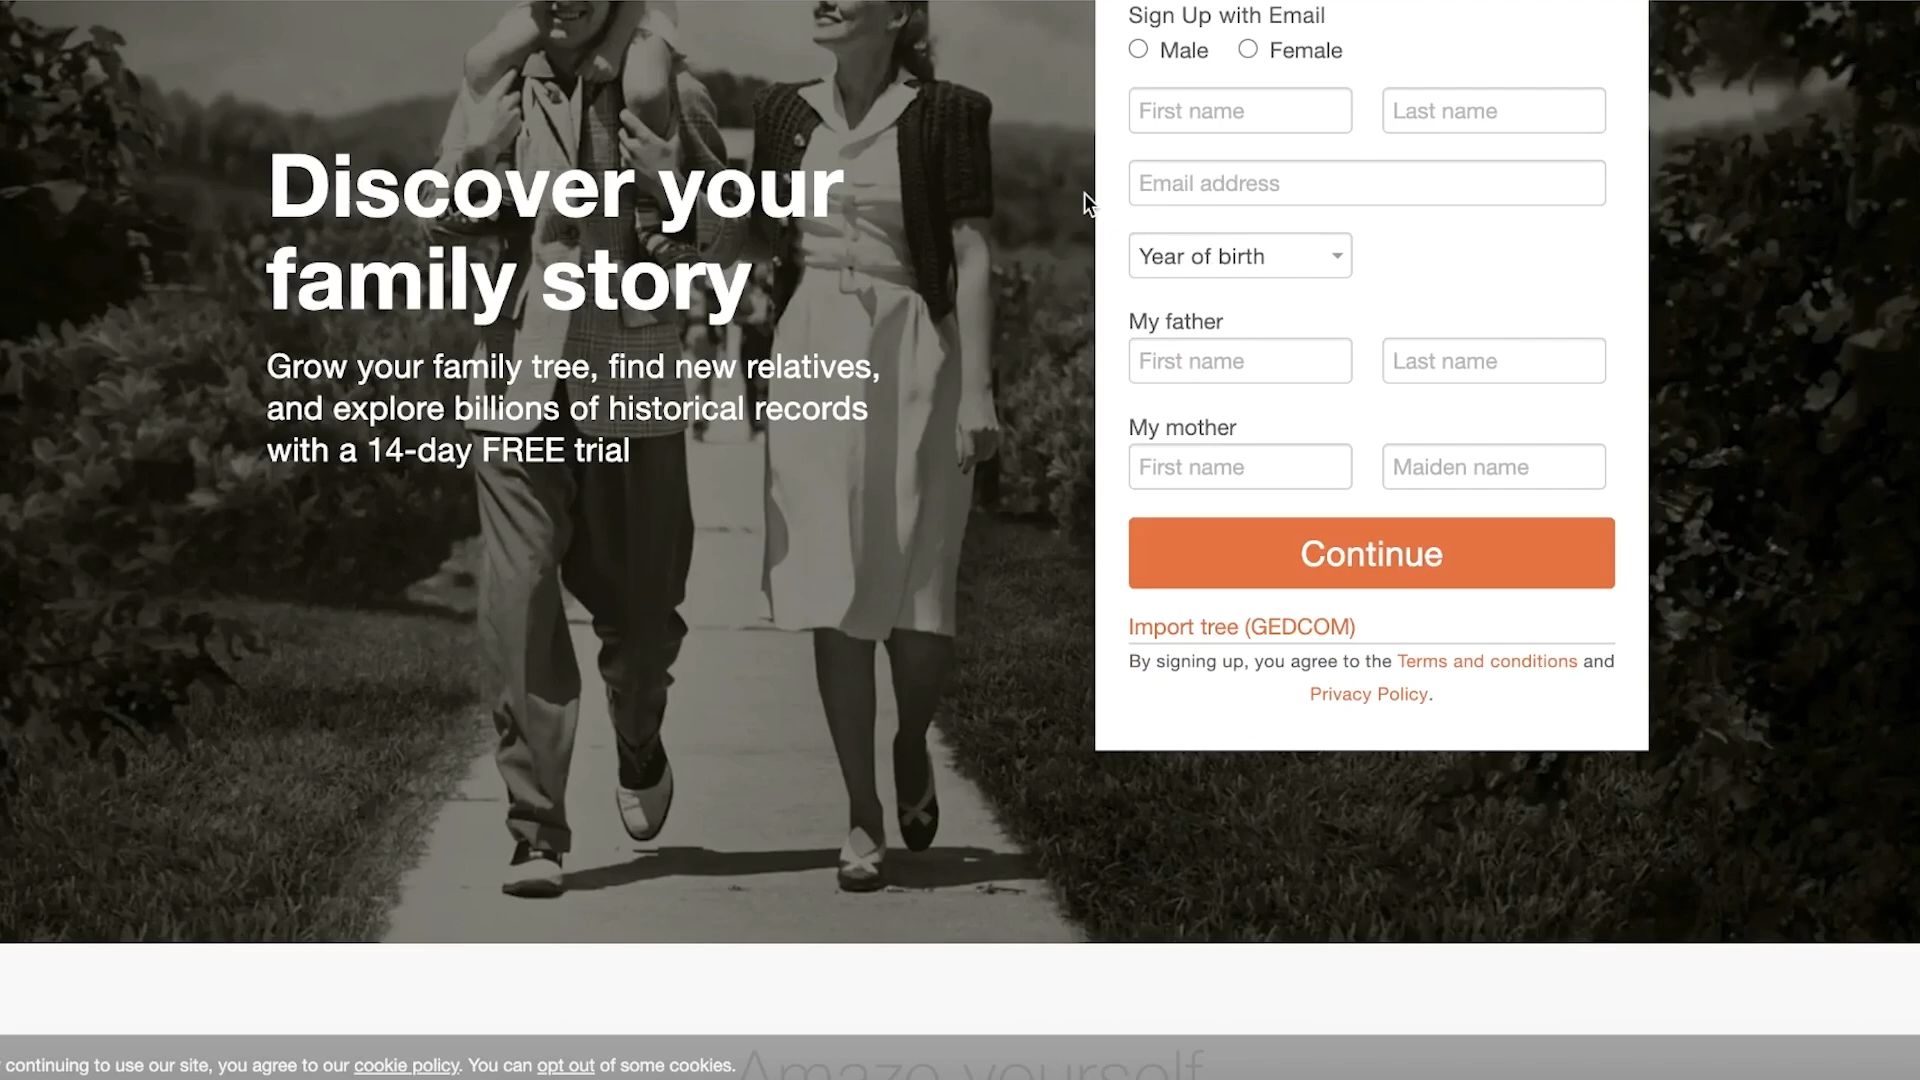 Discover your
family story
Grow your family tree, find new relatives,
and explore billions of historical records
with a 14-day FREE trial
Sign Up with Email
Male Female
First name Last name
Email address
Year of birth
My father
First name Last name
My mother
First name Maiden name
Continue
Import tree (GEDCOM)
By signing up, you agree to the Terms and conditions and
Privacy Policy.
Amaze yourself
continuing to use our site, you agree to our cookie policy. You can opt out of some cookies.